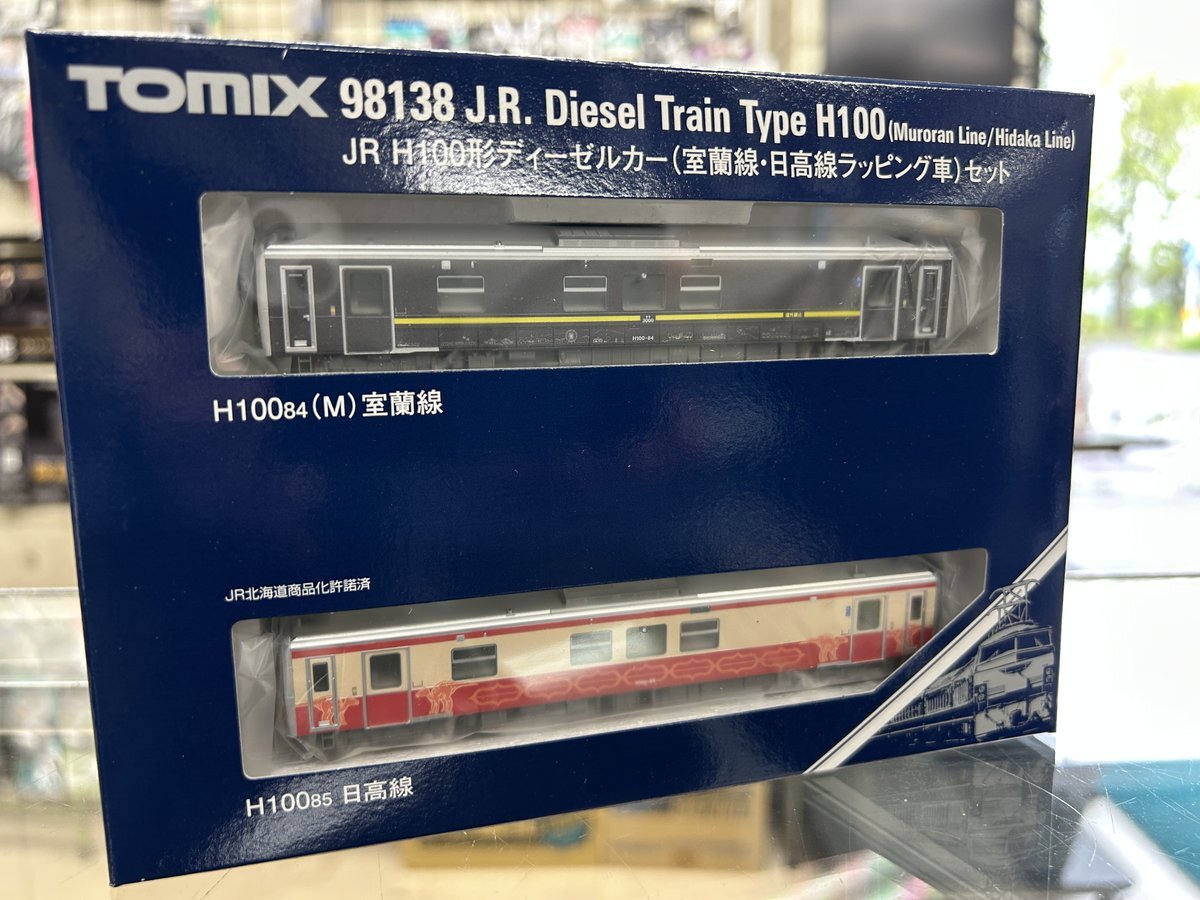 TOMIX 98138 J.R. Diesel Train Type H100 (Muroran Line/Hidaka Line)
JR H100形ディーゼルカー(室蘭線・日高線ラッピング車)セット
H100-84
H10084(M)室蘭線
JR北海道商品化許諾済
H10085 日高線